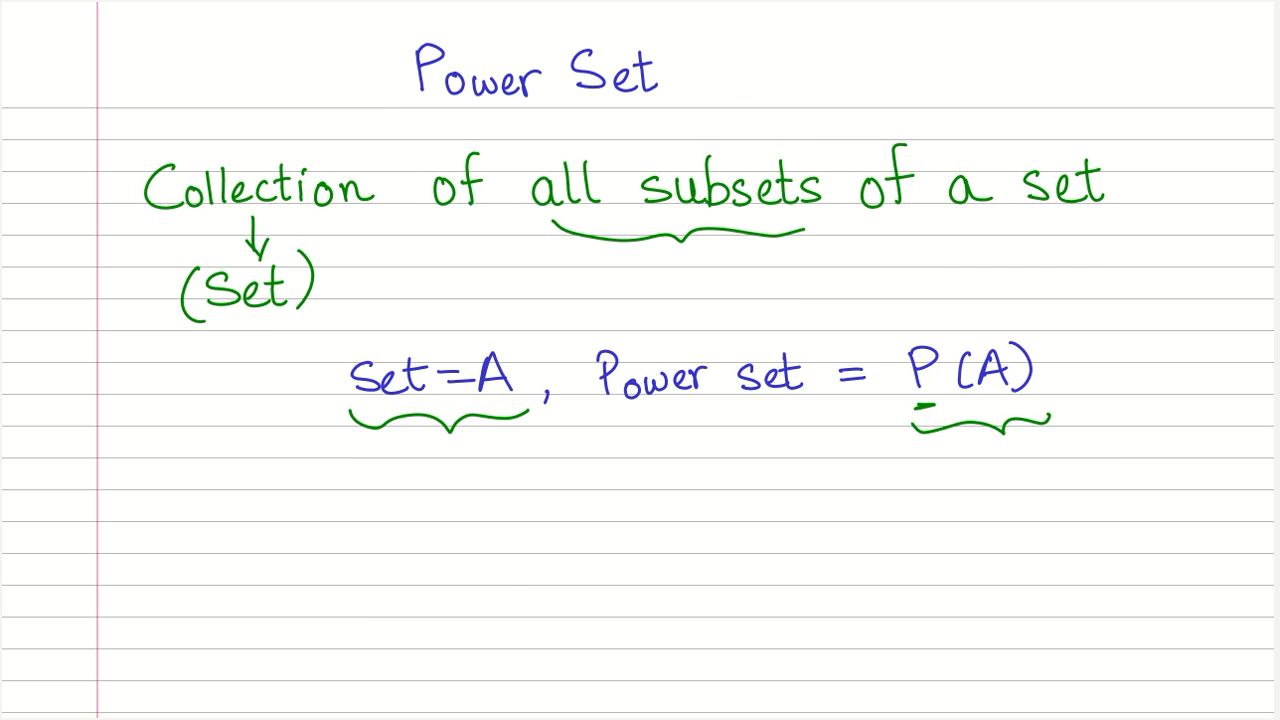 Power Set
Collection of all subsets of a set
(Set)
Set=A, Power set = P(A)